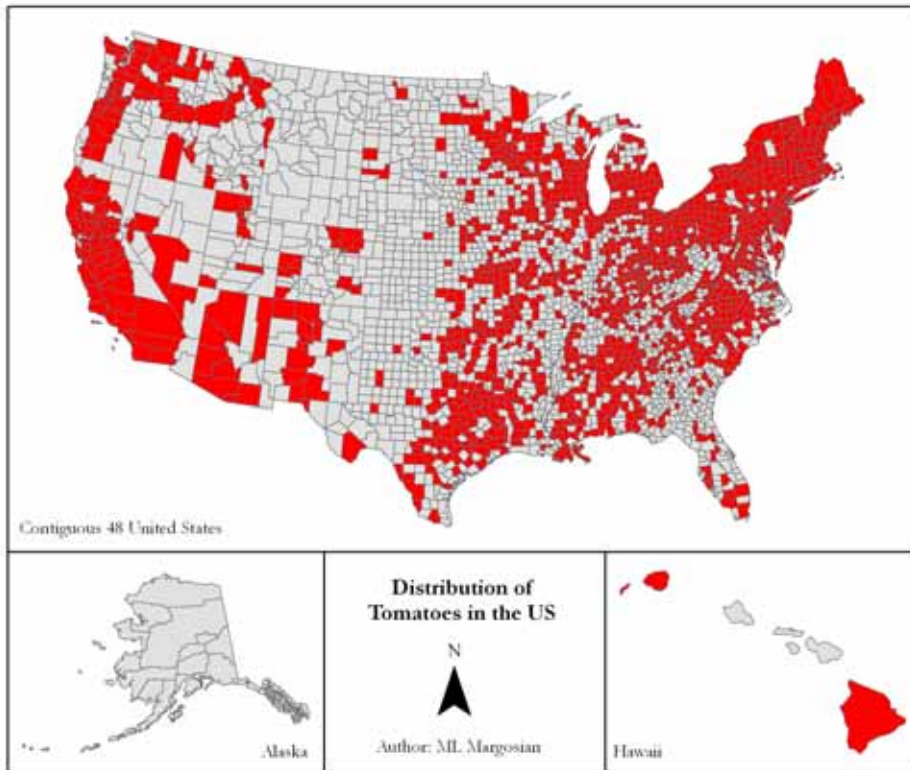 Contiguous 48 United States
Alaska
Distribution of
Tomatoes in the US
N
Author: ML Margosian
Hawaii